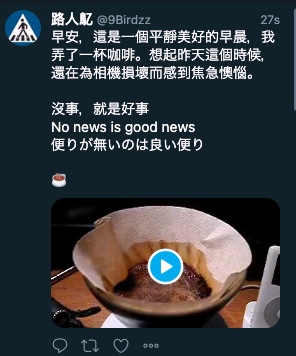 路人紀 @9Birdzz 27s
早安，這是一個平靜美好的早晨，我
弄了一杯咖啡。想起昨天這個時候，
還在為相機損壞而感到焦急懊惱。
沒事，就是好事
No news is good news
便りが無いのは良い便り